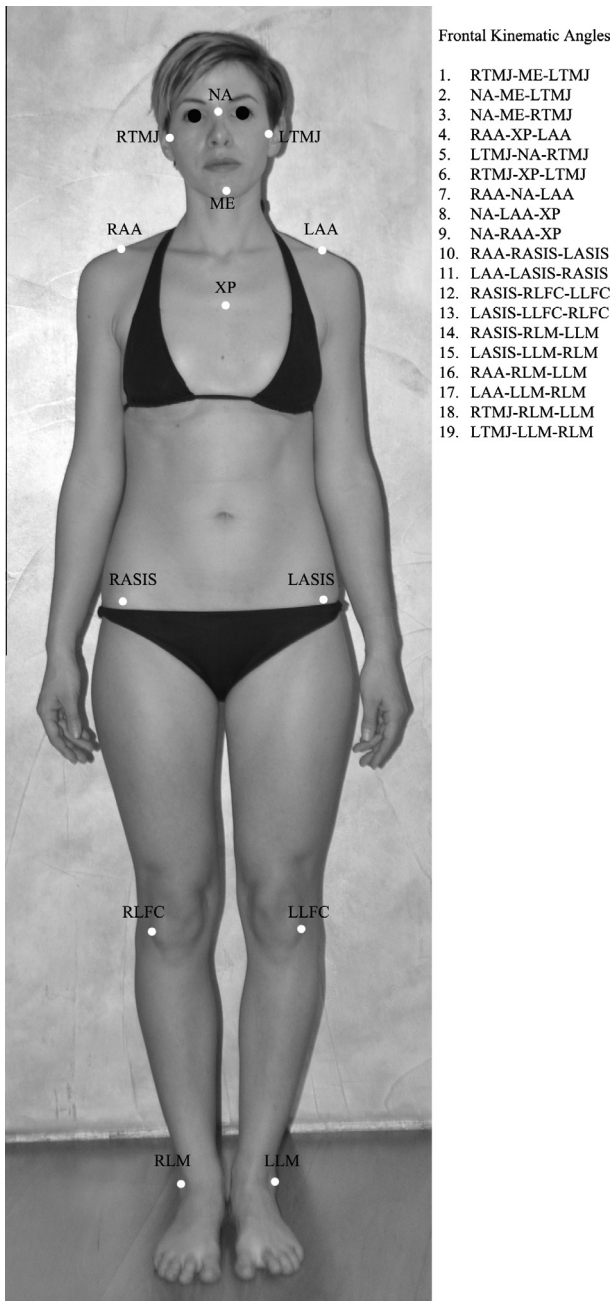 Frontal Kinematic Angles
1. RTMJ-ME-LTMJ
2. NA-ME-LTMJ
3. NA-ME-RTMJ
4. RAA-XP-LAA
5. LTMJ-NA-RTMJ
6. RTMJ-XP-LTMJ
7. RAA-NA-LAA
8. NA-LAA-XP
9. NA-RAA-XP
10. RAA-RASIS-LASIS
11. LAA-LASIS-RASIS
12. RASIS-RLFC-LLFC
13. LASIS-LLFC-RLFC
14. RASIS-RLM-LLM
15. LASIS-LLM-RLM
16. RAA-RLM-LLM
17. LAA-LLM-RLM
18. RTMJ-RLM-LLM
19. LTMJ-LLM-RLM
NA
RTMJ
LTMJ
ME
RAA
LAA
XP
RASIS
LASIS
RLFC
LLFC
RLM
LLM